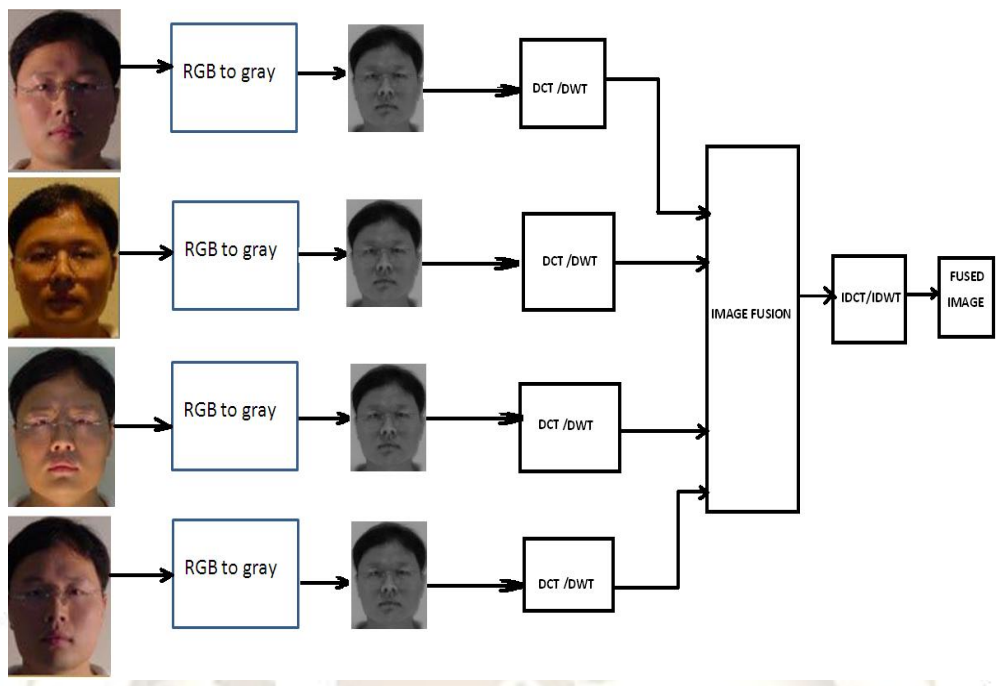 RGB to gray
DCT /DWT
RGB to gray
DCT /DWT
IMAGE FUSION
IDCT/IDWT
FUSED
IMAGE
RGB to gray
DCT /DWT
RGB to gray
DCT /DWT